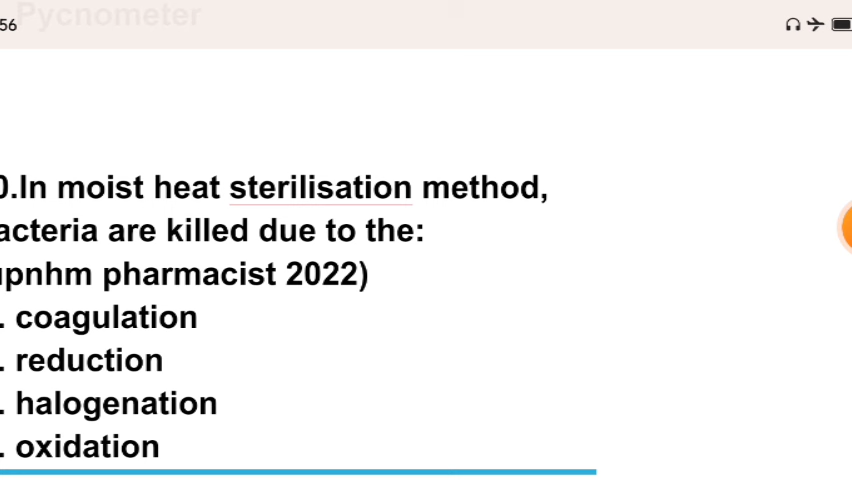 Pycnometer
56
0.In moist heat sterilisation method,
acteria are killed due to the:
upnhm pharmacist 2022)
. coagulation
. reduction
. halogenation
. oxidation